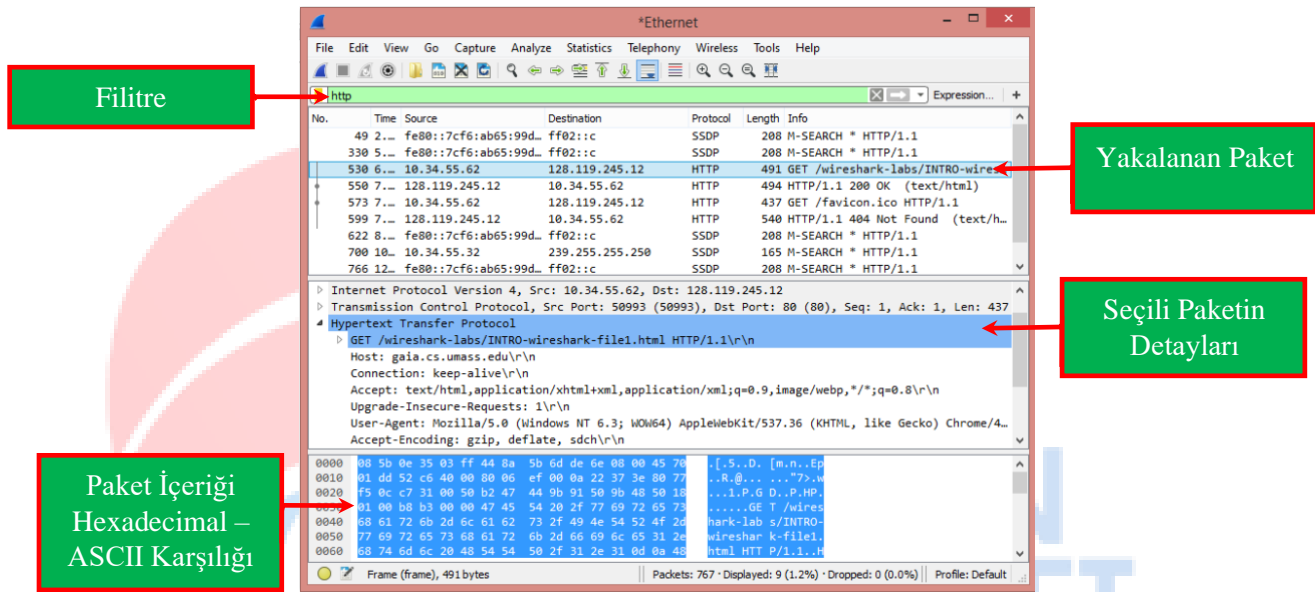 *Ethernet
File Edit View Go Capture Analyze Statistics Telephony Wireless Tools Help
Filitre
http
Expression... +
No. Time Source Destination Protocol Length Info
49 2.… fe80::7cf6:ab65:99d… ff02::c SSDP 208 M-SEARCH * HTTP/1.1
330 5.… fe80::7cf6:ab65:99d… ff02::c SSDP 208 M-SEARCH * HTTP/1.1
530 6.… 10.34.55.62 128.119.245.12 HTTP 491 GET /wireshark-labs/INTRO-wires
550 7.… 128.119.245.12 10.34.55.62 HTTP 494 HTTP/1.1 200 OK (text/html)
573 7.… 10.34.55.62 128.119.245.12 HTTP 437 GET /favicon.ico HTTP/1.1
599 7.… 128.119.245.12 10.34.55.62 HTTP 540 HTTP/1.1 404 Not Found (text/h…
622 8.… fe80::7cf6:ab65:99d… ff02::c SSDP 208 M-SEARCH * HTTP/1.1
700 10… 10.34.55.32 239.255.255.250 SSDP 165 M-SEARCH * HTTP/1.1
766 12… fe80::7cf6:ab65:99d… ff02::c SSDP 208 M-SEARCH * HTTP/1.1
Yakalanan Paket
Internet Protocol Version 4, Src: 10.34.55.62, Dst: 128.119.245.12
Transmission Control Protocol, Src Port: 50993 (50993), Dst Port: 80 (80), Seq: 1, Ack: 1, Len: 437
Hypertext Transfer Protocol
GET /wireshark-labs/INTRO-wireshark-file1.html HTTP/1.1\r\n
Host: gaia.cs.umass.edu\r\n
Connection: keep-alive\r\n
Accept: text/html,application/xhtml+xml,application/xml;q=0.9,image/webp,*/*;q=0.8\r\n
Upgrade-Insecure-Requests: 1\r\n
User-Agent: Mozilla/5.0 (Windows NT 6.3; WOW64) AppleWebKit/537.36 (KHTML, like Gecko) Chrome/4…
Accept-Encoding: gzip, deflate, sdch\r\n
Seçili Paketin
Detayları
0000 08 5b 0e 35 03 ff 44 8a 5b 6d de 6e 08 00 45 70 .[.5..D. [m.n..Ep
0010 01 dd 52 c6 40 00 80 06 ef 00 0a 22 37 3e 80 77 ..R.@... ..."7>.w
0020 f5 0c c7 31 00 50 b2 47 44 9b 91 50 9b 48 50 18 ...1.P.G D..P.HP.
01 00 b8 b3 00 00 47 45 54 20 2f 77 69 72 65 73 ......GE T /wires
0040 68 61 72 6b 2d 6c 61 62 73 2f 49 4e 54 52 4f 2d hark-lab s/INTRO-
0050 77 69 72 65 73 68 61 72 6b 2d 66 69 6c 65 31 2e wireshar k-file1.
0060 68 74 6d 6c 20 48 54 54 50 2f 31 2e 31 0d 0a 48 html HTT P/1.1..H
Paket İçeriği
Hexadecimal –
ASCII Karşılığı
Frame (frame), 491 bytes Packets: 767 · Displayed: 9 (1.2%) · Dropped: 0 (0.0%) Profile: Default